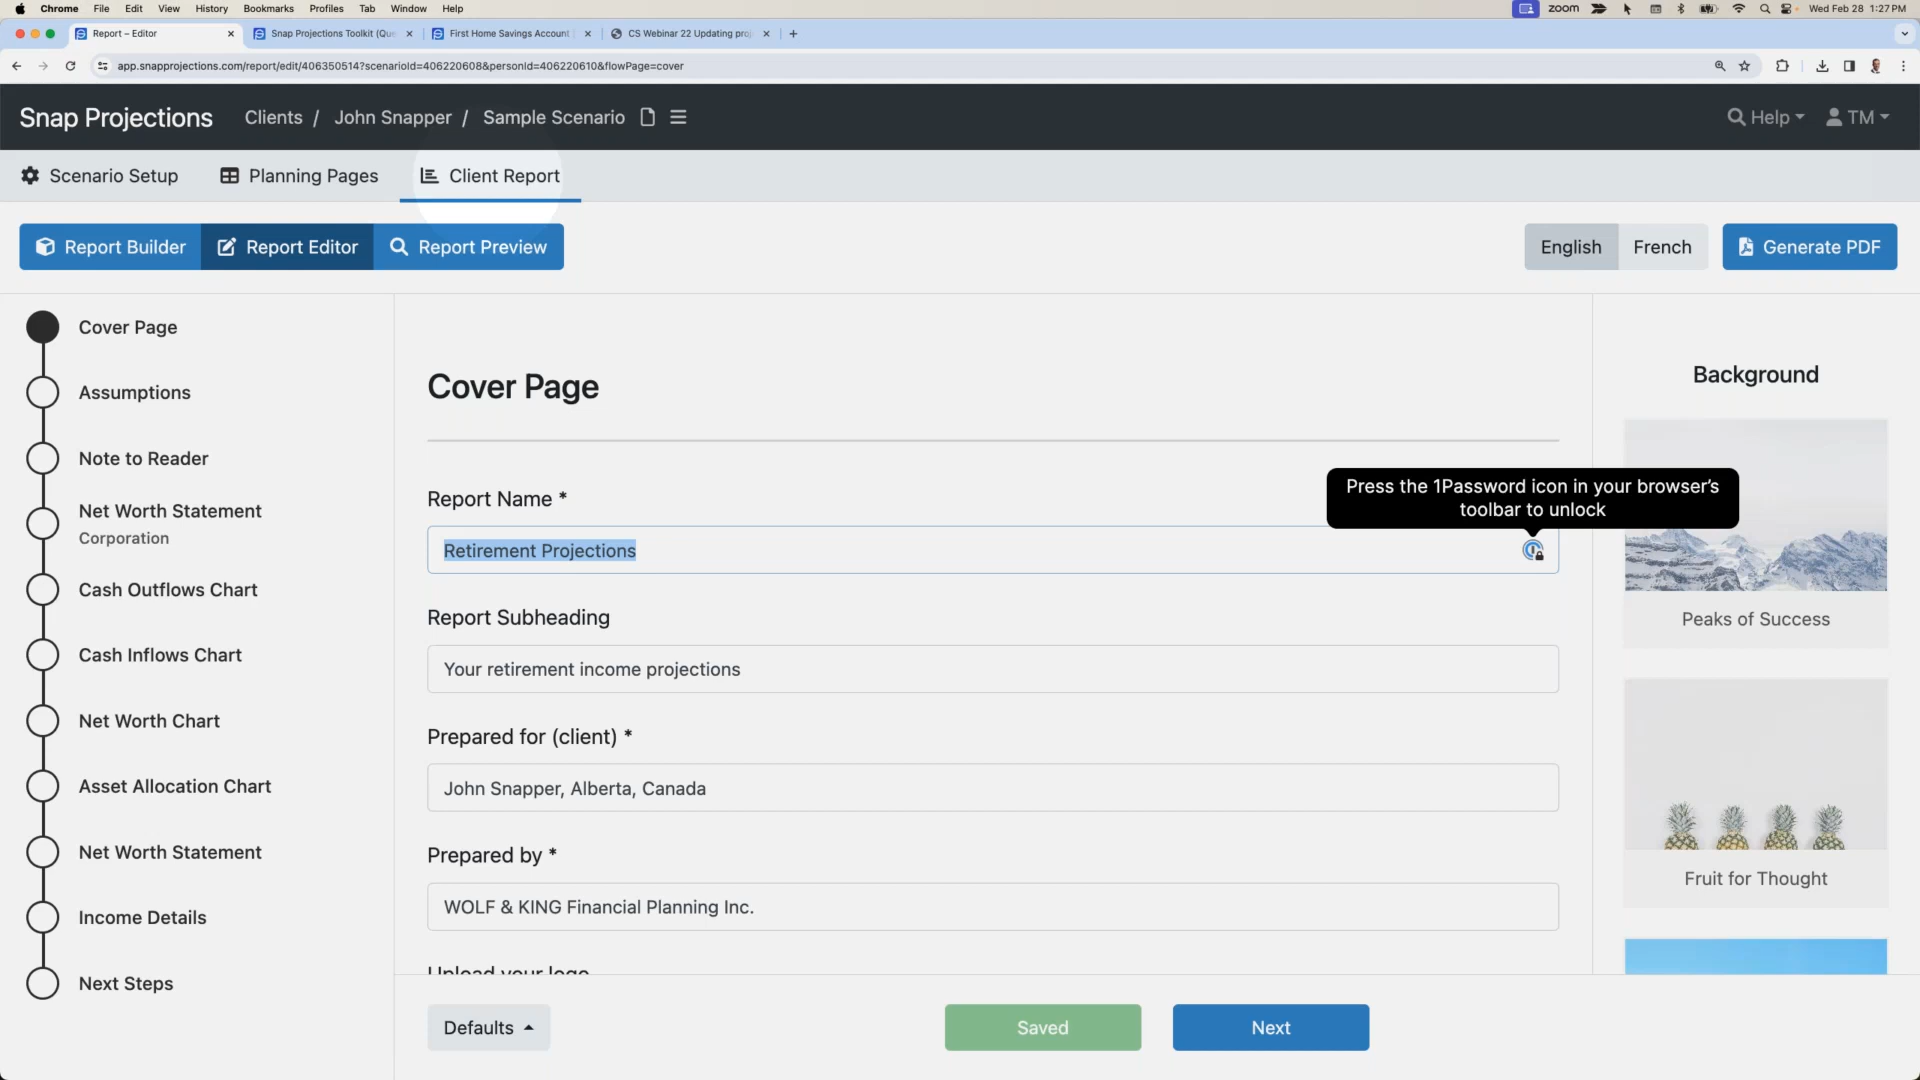 Chrome File Edit View History Bookmarks Profiles Tab Window Help
zoom Wed Feb 28 1:27 PM
Report – Editor
Snap Projections Toolkit (Qu
First Home Savings Account
CS Webinar 22 Updating pro
app.snapprojections.com/report/edit/406350514?scenarioId=406220608&personId=406220610&flowPage=cover
Snap Projections
Clients / John Snapper / Sample Scenario
Help
TM
Scenario Setup
Planning Pages
Client Report
Report Builder
Report Editor
Report Preview
English
French
Generate PDF
Cover Page
Assumptions
Note to Reader
Net Worth Statement
Corporation
Cash Outflows Chart
Cash Inflows Chart
Net Worth Chart
Asset Allocation Chart
Net Worth Statement
Income Details
Next Steps
Cover Page
Report Name *
Retirement Projections
Press the 1Password icon in your browser's
toolbar to unlock
Report Subheading
Your retirement income projections
Prepared for (client) *
John Snapper, Alberta, Canada
Prepared by *
WOLF & KING Financial Planning Inc.
Upload your logo
Defaults
Saved
Next
Background
Peaks of Success
Fruit for Thought